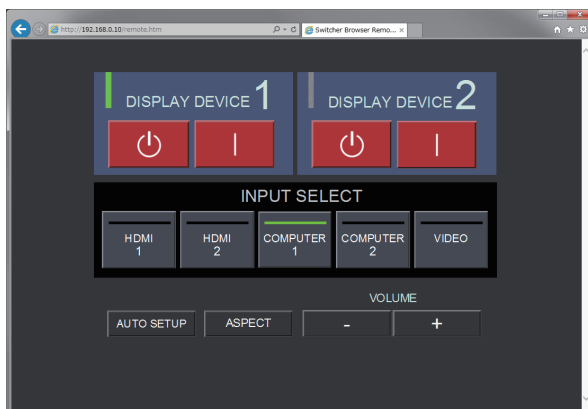 http://192.168.0.10/remote.htm
Switcher Browser Remo...
DISPLAY DEVICE 1
DISPLAY DEVICE 2
INPUT SELECT
HDMI
1
HDMI
2
COMPUTER
1
COMPUTER
2
VIDEO
VOLUME
AUTO SETUP
ASPECT
-
+